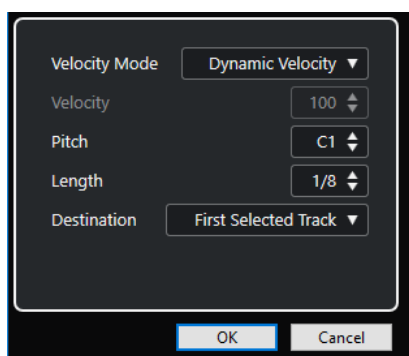 Velocity Mode Dynamic Velocity ▼
Velocity 100
Pitch C1
Length 1/8
Destination First Selected Track ▼
OK Cancel